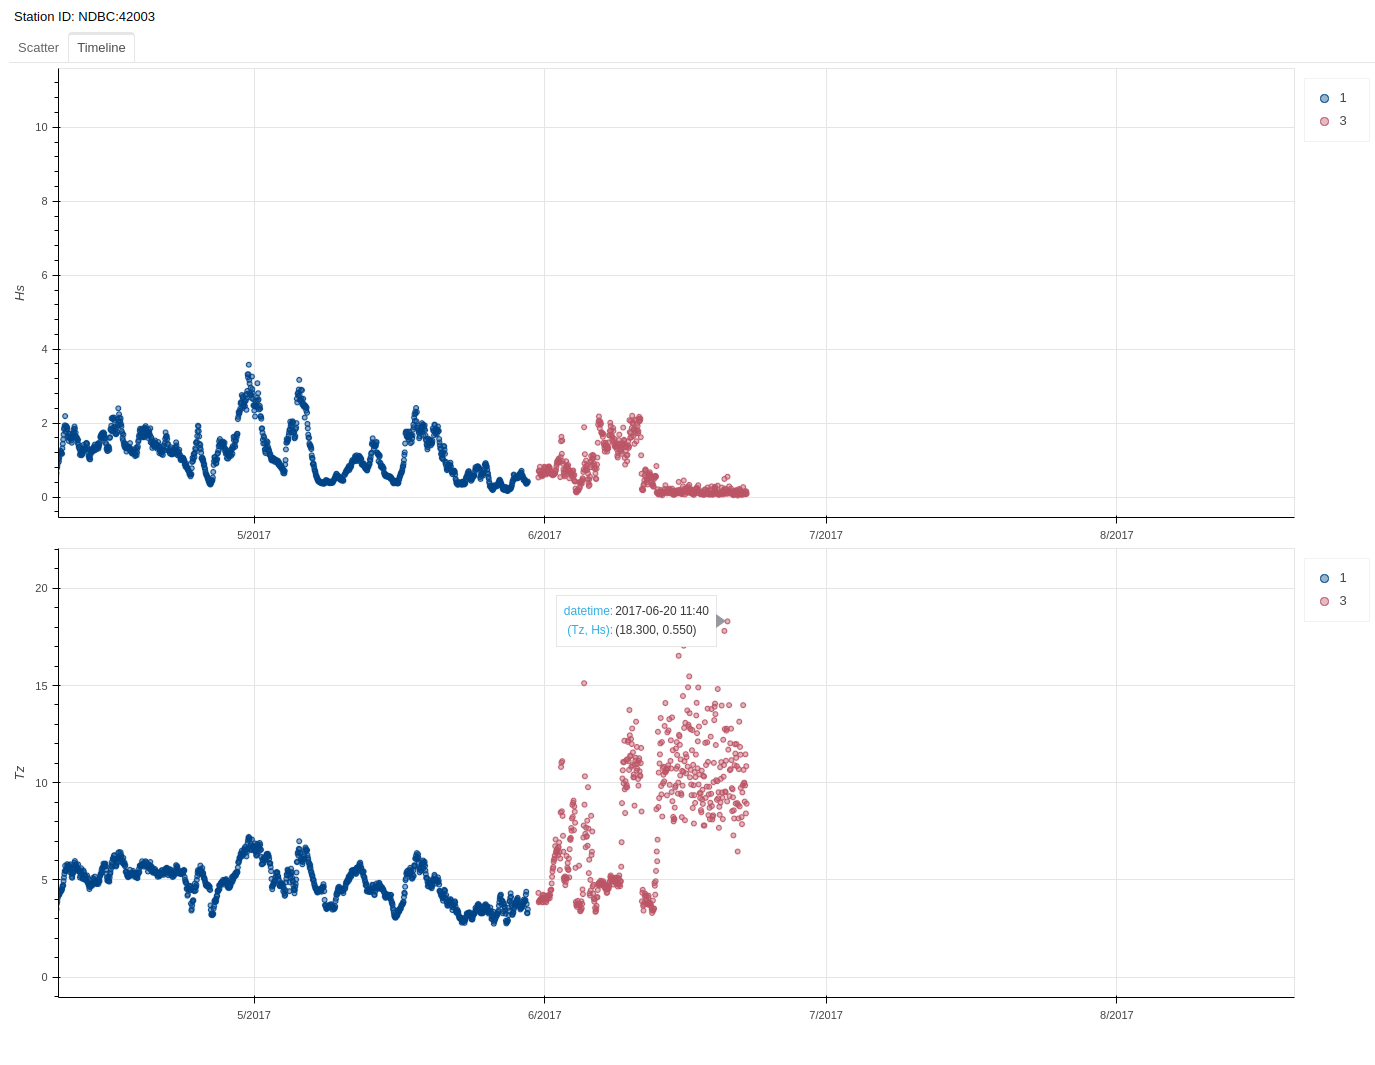 Station ID: NDBC:42003
Scatter Timeline
10
8
6
4
2
0
Hs
5/2017 6/2017 7/2017 8/2017
1
3
20
15
10
5
0
Tz
datetime: 2017-06-20 11:40
(Tz, Hs): (18.300, 0.550)
5/2017 6/2017 7/2017 8/2017
1
3